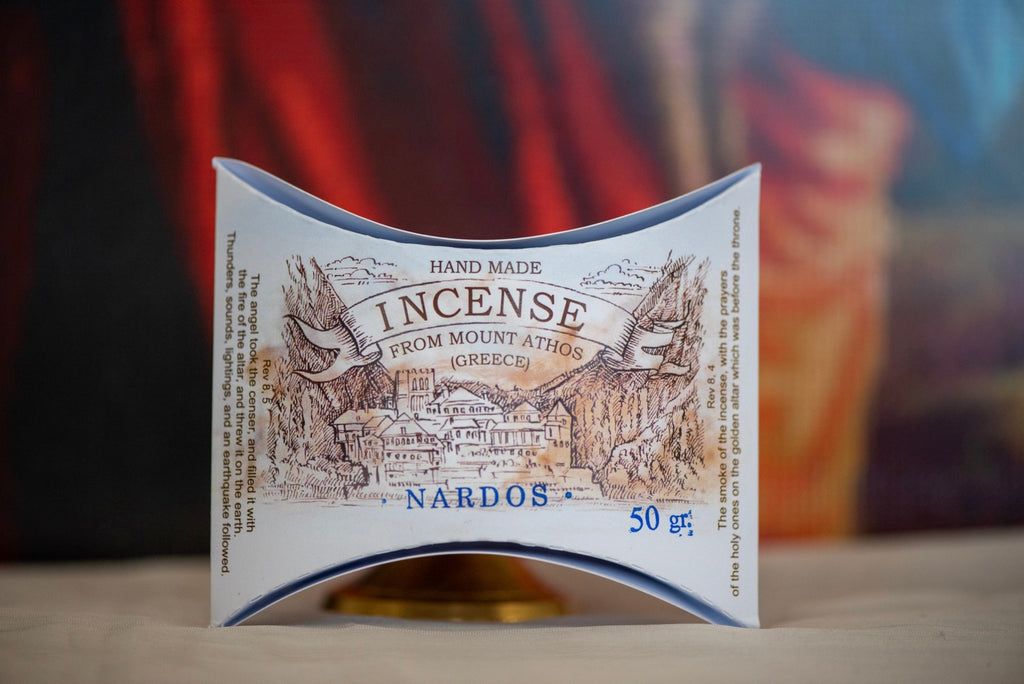 HAND MADE
INCENSE
FROM MOUNT ATHOS
(GREECE)
· NARDOS ·
50 gr.
Rev 8, 5
The angel took the censer, and filled it with
the fire of the altar, and threw it on the earth.
Thunders, sounds, lightings, and an earthquake followed.
Rev 8, 4
The smoke of the incense, with the prayers
of the holy ones on the golden altar which was before the throne.